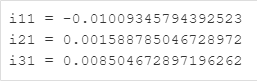 i11 = -0.01009345794392523
i21 = 0.001588785046728972
i31 = 0.008504672897196262